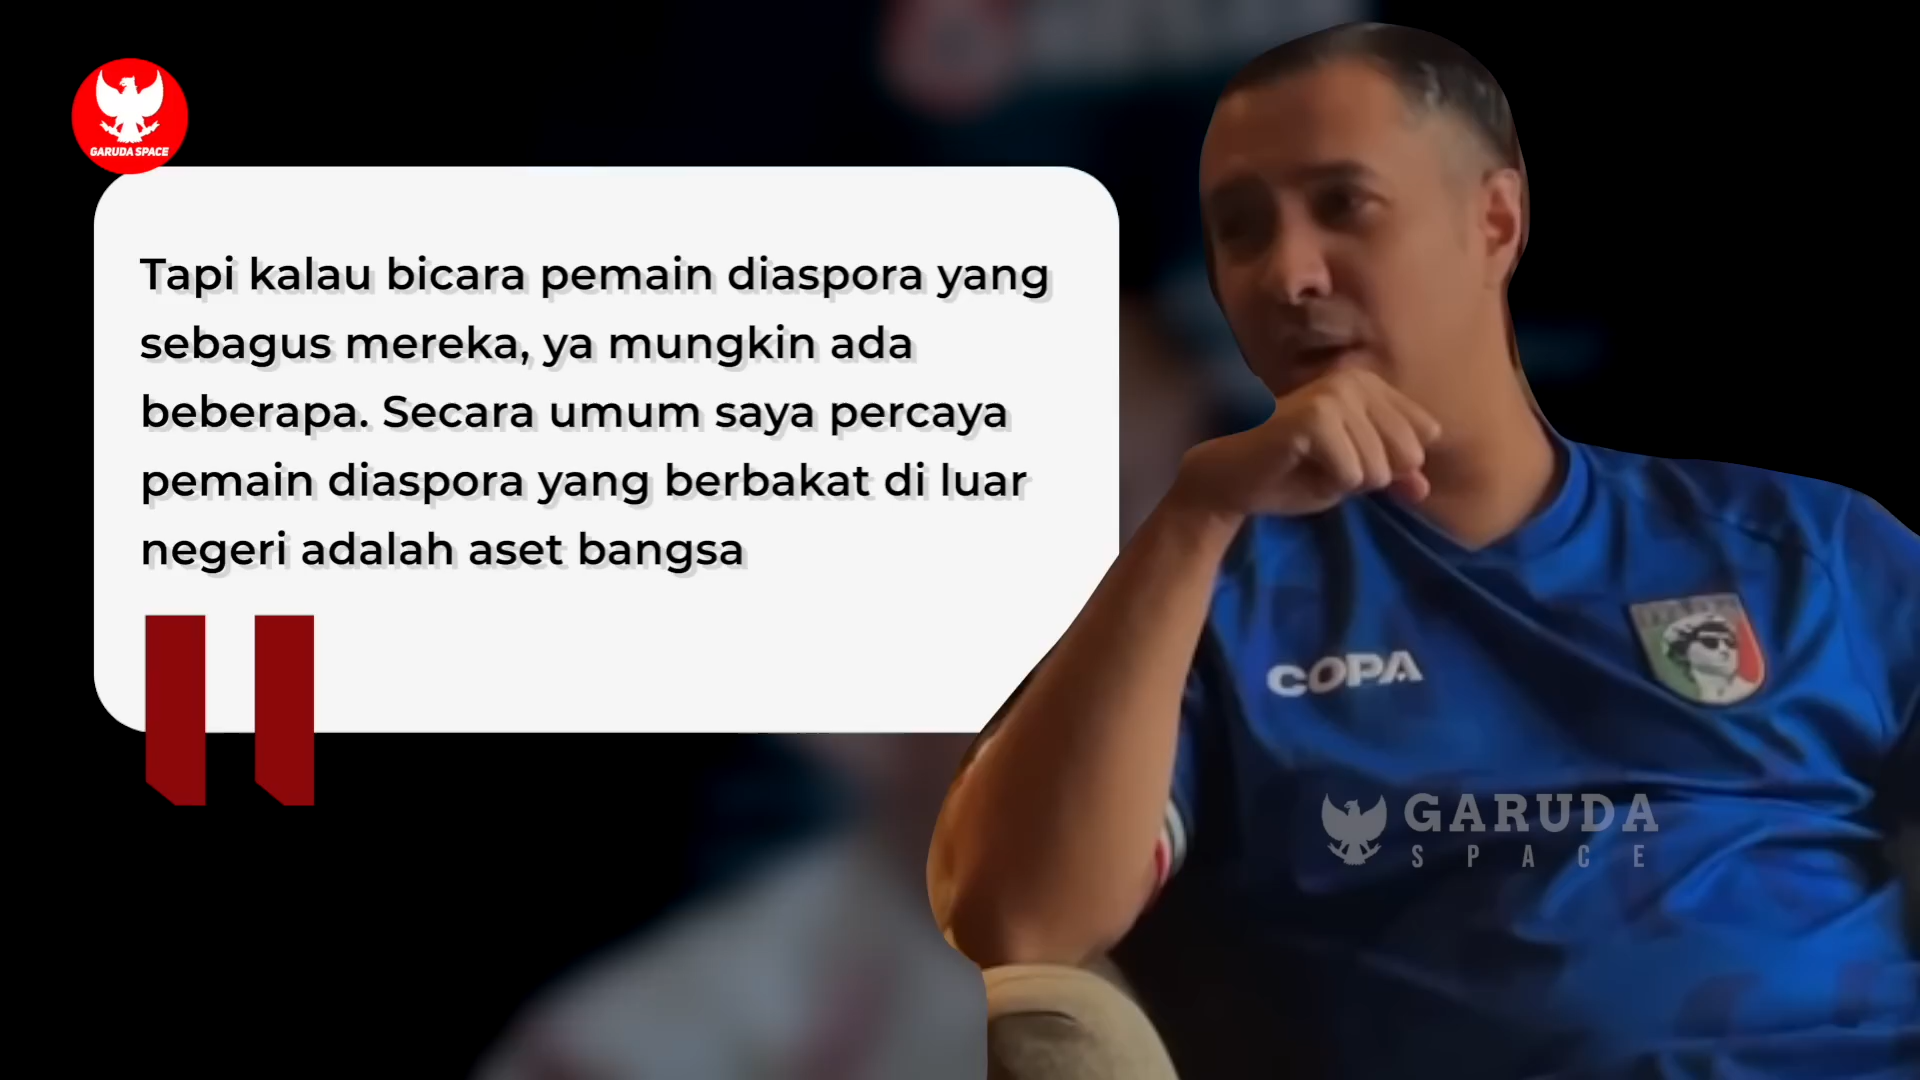 GARUDA SPACE
Tapi kalau bicara pemain diaspora yang
sebagus mereka, ya mungkin ada
beberapa. Secara umum saya percaya
pemain diaspora yang berbakat di luar
negeri adalah aset bangsa
COPA
GARUDA
SPACE